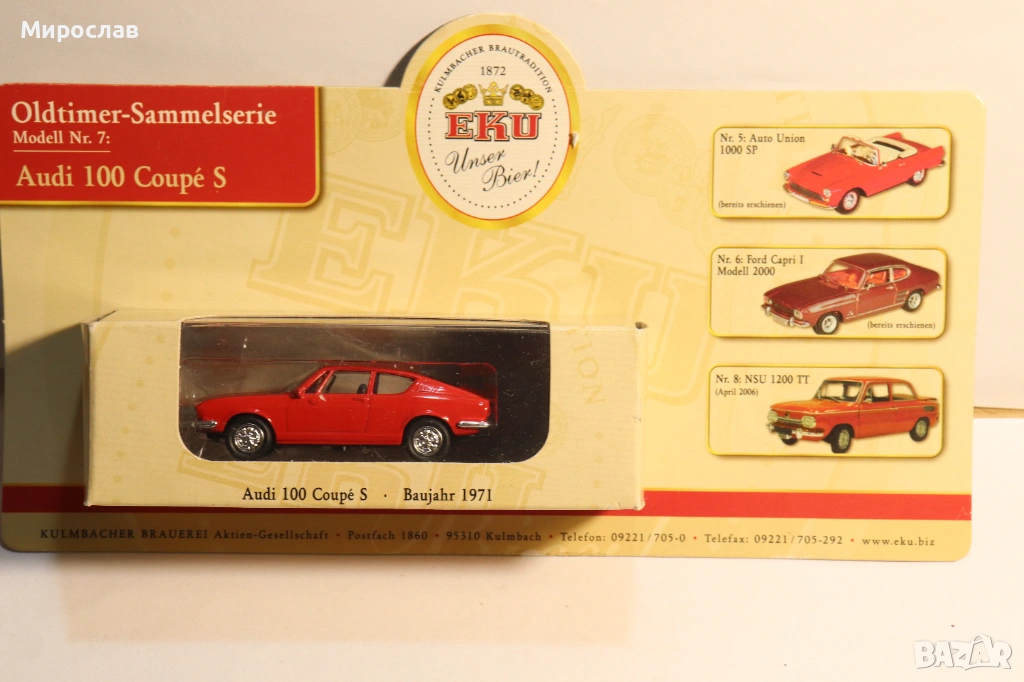 Мирослав
Oldtimer-Sammelserie
Modell Nr. 7:
Audi 100 Coupé S
KULMBACHER BRAUTRADITION
1872
EKU
Unser
Bier!
Nr. 5: Auto Union
1000 SP
(bereits erschienen)
Nr. 6: Ford Capri I
Modell 2000
(bereits erschienen)
Nr. 8: NSU 1200 TT
(April 2006)
EKU
Audi 100 Coupé S · Baujahr 1971
KULMBACHER BRAUEREI Aktien-Gesellschaft • Postfach 1860 • 95310 Kulmbach • Telefon: 09221/705-0 • Telefax: 09221/705-292 • www.eku.biz
BAZAR